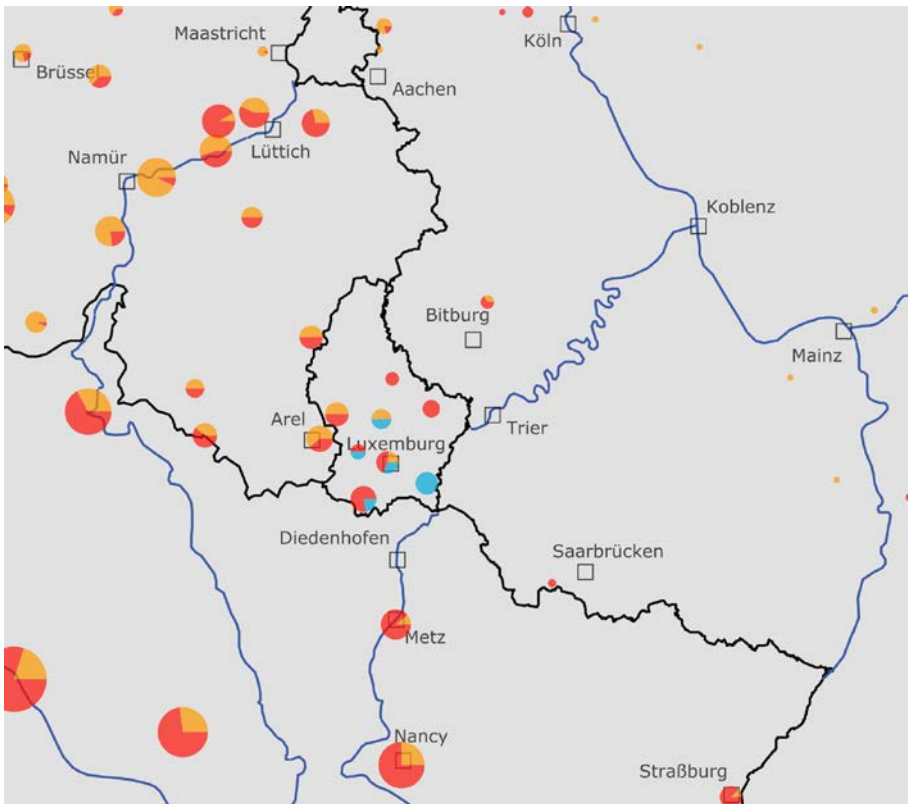 Maastricht
Köln
Brüssel
Aachen
Lüttich
Namür
Koblenz
Bitburg
Mainz
Arel
Trier
Luxemburg
Diedenhofen
Saarbrücken
Metz
Nancy
Straßburg